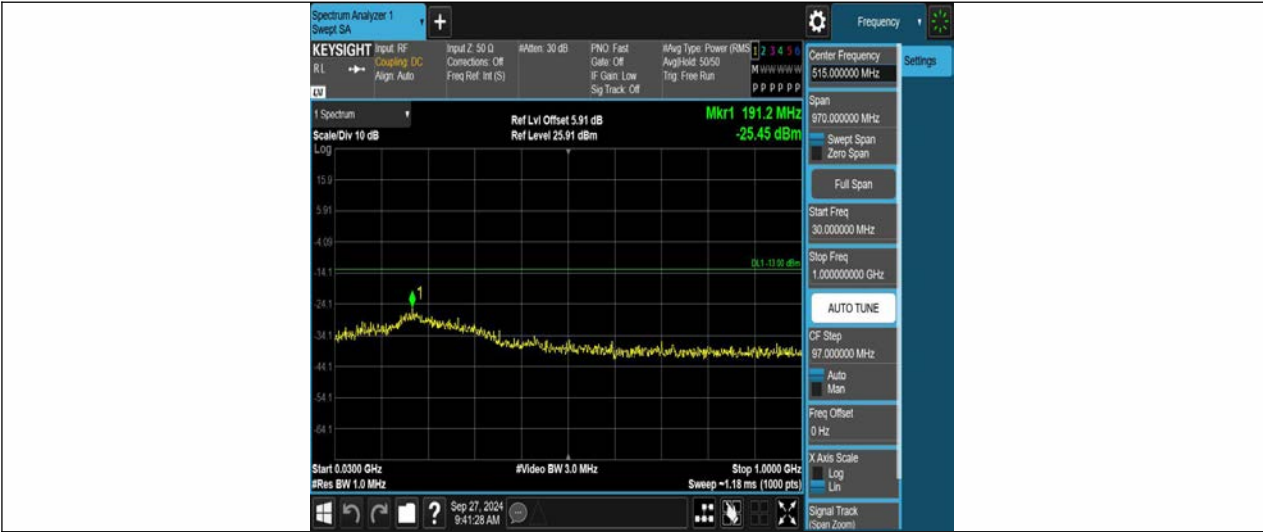 Spectrum Analyzer 1
Swept SA
+
Frequency
KEYSIGHT
RL
LV
Input: RF
Coupling: DC
Align: Auto
Input Z: 50 Ω
Corrections: Off
Freq Ref: Int (S)
#Atten: 30 dB
PNO: Fast
Gate: Off
IF Gain: Low
Sig Track: Off
#Avg Type: Power (RMS
Avg|Hold: 50/50
Trig: Free Run
1 2 3 4 5 6
M W W W W W
P P P P P P
1 Spectrum
Scale/Div 10 dB
Log
Ref Lvl Offset 5.91 dB
Ref Level 25.91 dBm
Mkr1 191.2 MHz
-25.45 dBm
15.9
5.91
-4.09
-14.1
-24.1
-34.1
-44.1
-54.1
-64.1
DL1 -13.00 dBm
1
Start 0.0300 GHz
#Res BW 1.0 MHz
#Video BW 3.0 MHz
Stop 1.0000 GHz
Sweep ~1.18 ms (1000 pts)
Sep 27, 2024
9:41:28 AM
?
Center Frequency
515.000000 MHz
Settings
Span
970.000000 MHz
Swept Span
Zero Span
Full Span
Start Freq
30.000000 MHz
Stop Freq
1.000000000 GHz
AUTO TUNE
CF Step
97.000000 MHz
Auto
Man
Freq Offset
0 Hz
X Axis Scale
Log
Lin
Signal Track
(Span Zoom)